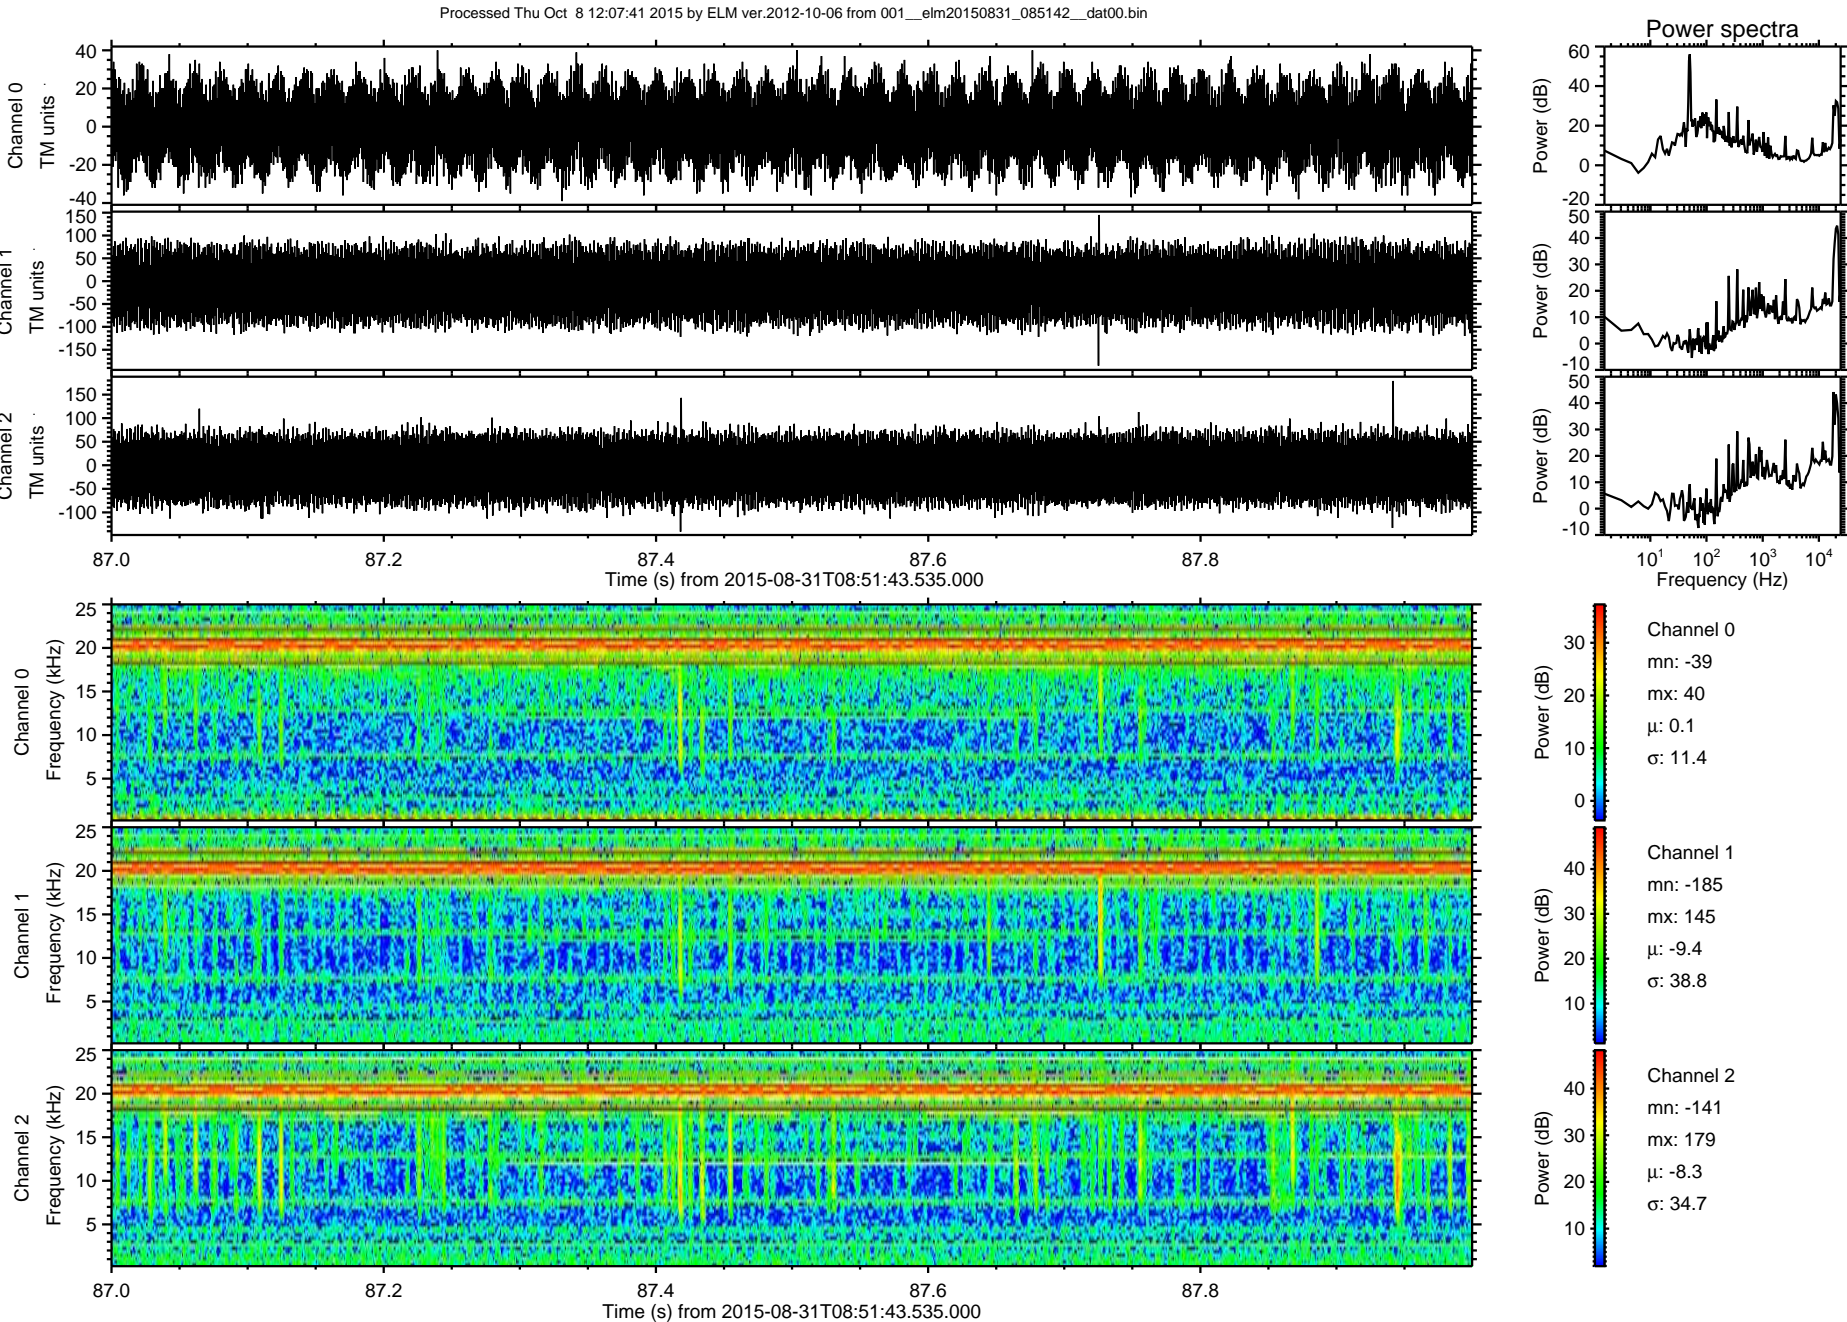 Processed Thu Oct  8 12:07:41 2015 by ELM ver.2012-10-06 from 001__elm20150831_085142__dat00.bin
Power spectra
Channel 0
TM units
40
20
0
-20
-40
Power (dB)
60
40
20
0
-20
Channel 1
TM units
150
100
50
0
-50
-100
-150
Power (dB)
50
40
30
20
10
0
-10
Channel 2
TM units
150
100
50
0
-50
-100
Power (dB)
50
40
30
20
10
0
-10
87.0 87.2 87.4 87.6 87.8
Time (s) from 2015-08-31T08:51:43.535.000
10¹ 10² 10³ 10⁴
Frequency (Hz)
Channel 0
Frequency (kHz)
25
20
15
10
5
Power (dB)
30
20
10
0
Channel 0
mn: -39
mx: 40
μ: 0.1
σ: 11.4
Channel 1
Frequency (kHz)
25
20
15
10
5
Power (dB)
40
30
20
10
Channel 1
mn: -185
mx: 145
μ: -9.4
σ: 38.8
Channel 2
Frequency (kHz)
25
20
15
10
5
Power (dB)
40
30
20
10
Channel 2
mn: -141
mx: 179
μ: -8.3
σ: 34.7
87.0 87.2 87.4 87.6 87.8
Time (s) from 2015-08-31T08:51:43.535.000